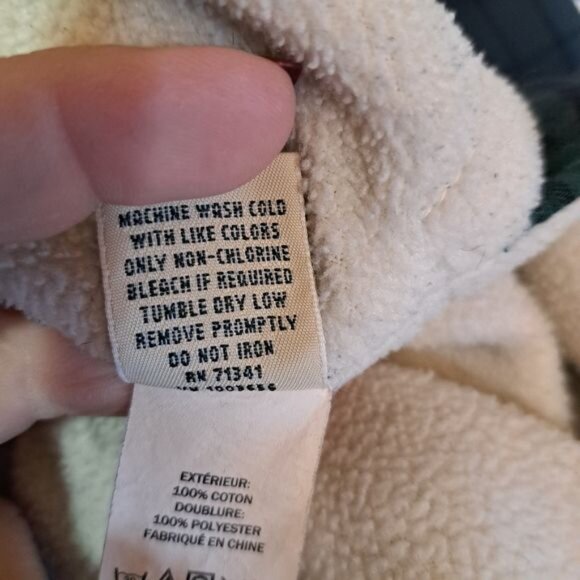 MACHINE WASH COLD
WITH LIKE COLORS
ONLY NON-CHLORINE
BLEACH IF REQUIRED
TUMBLE DRY LOW
REMOVE PROMPTLY
DO NOT IRON
RN 71341
EXTÉRIEUR:
100% COTON
DOUBLURE:
100% POLYESTER
FABRIQUÉ EN CHINE